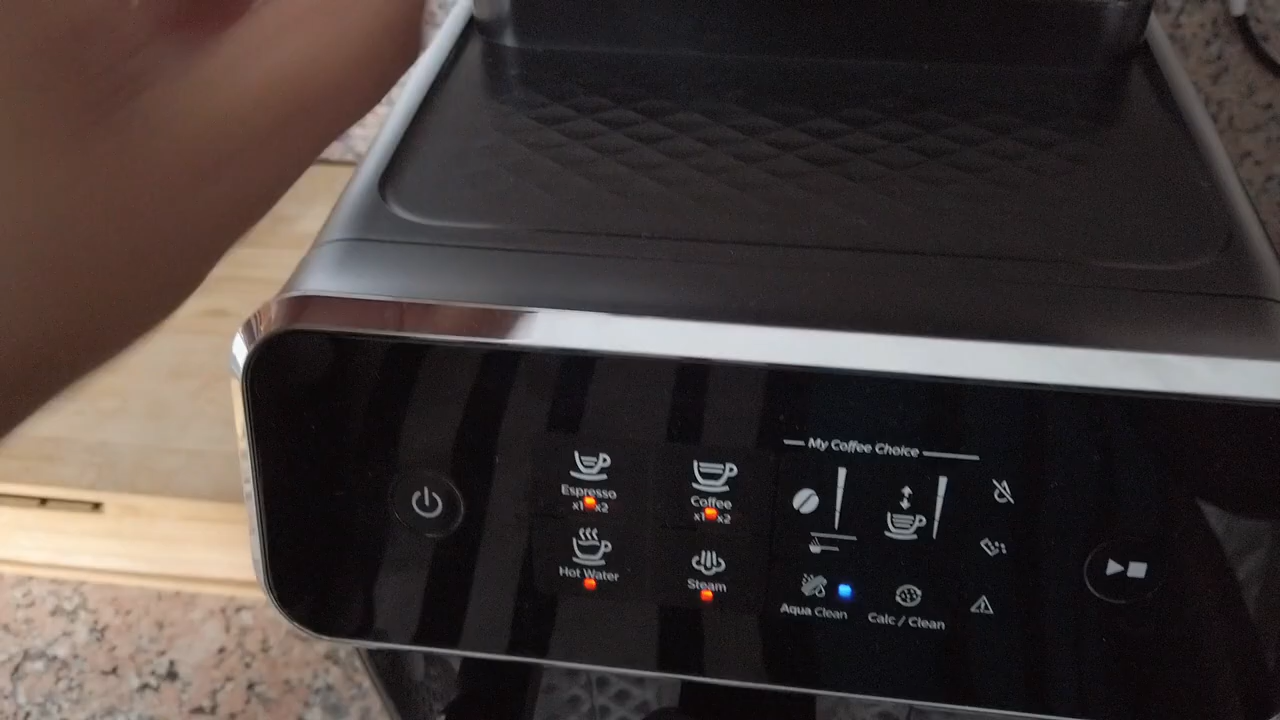 My Coffee Choice
Espresso
x1 x2
Coffee
x1 x2
Hot Water
Steam
Aqua Clean
Calc / Clean